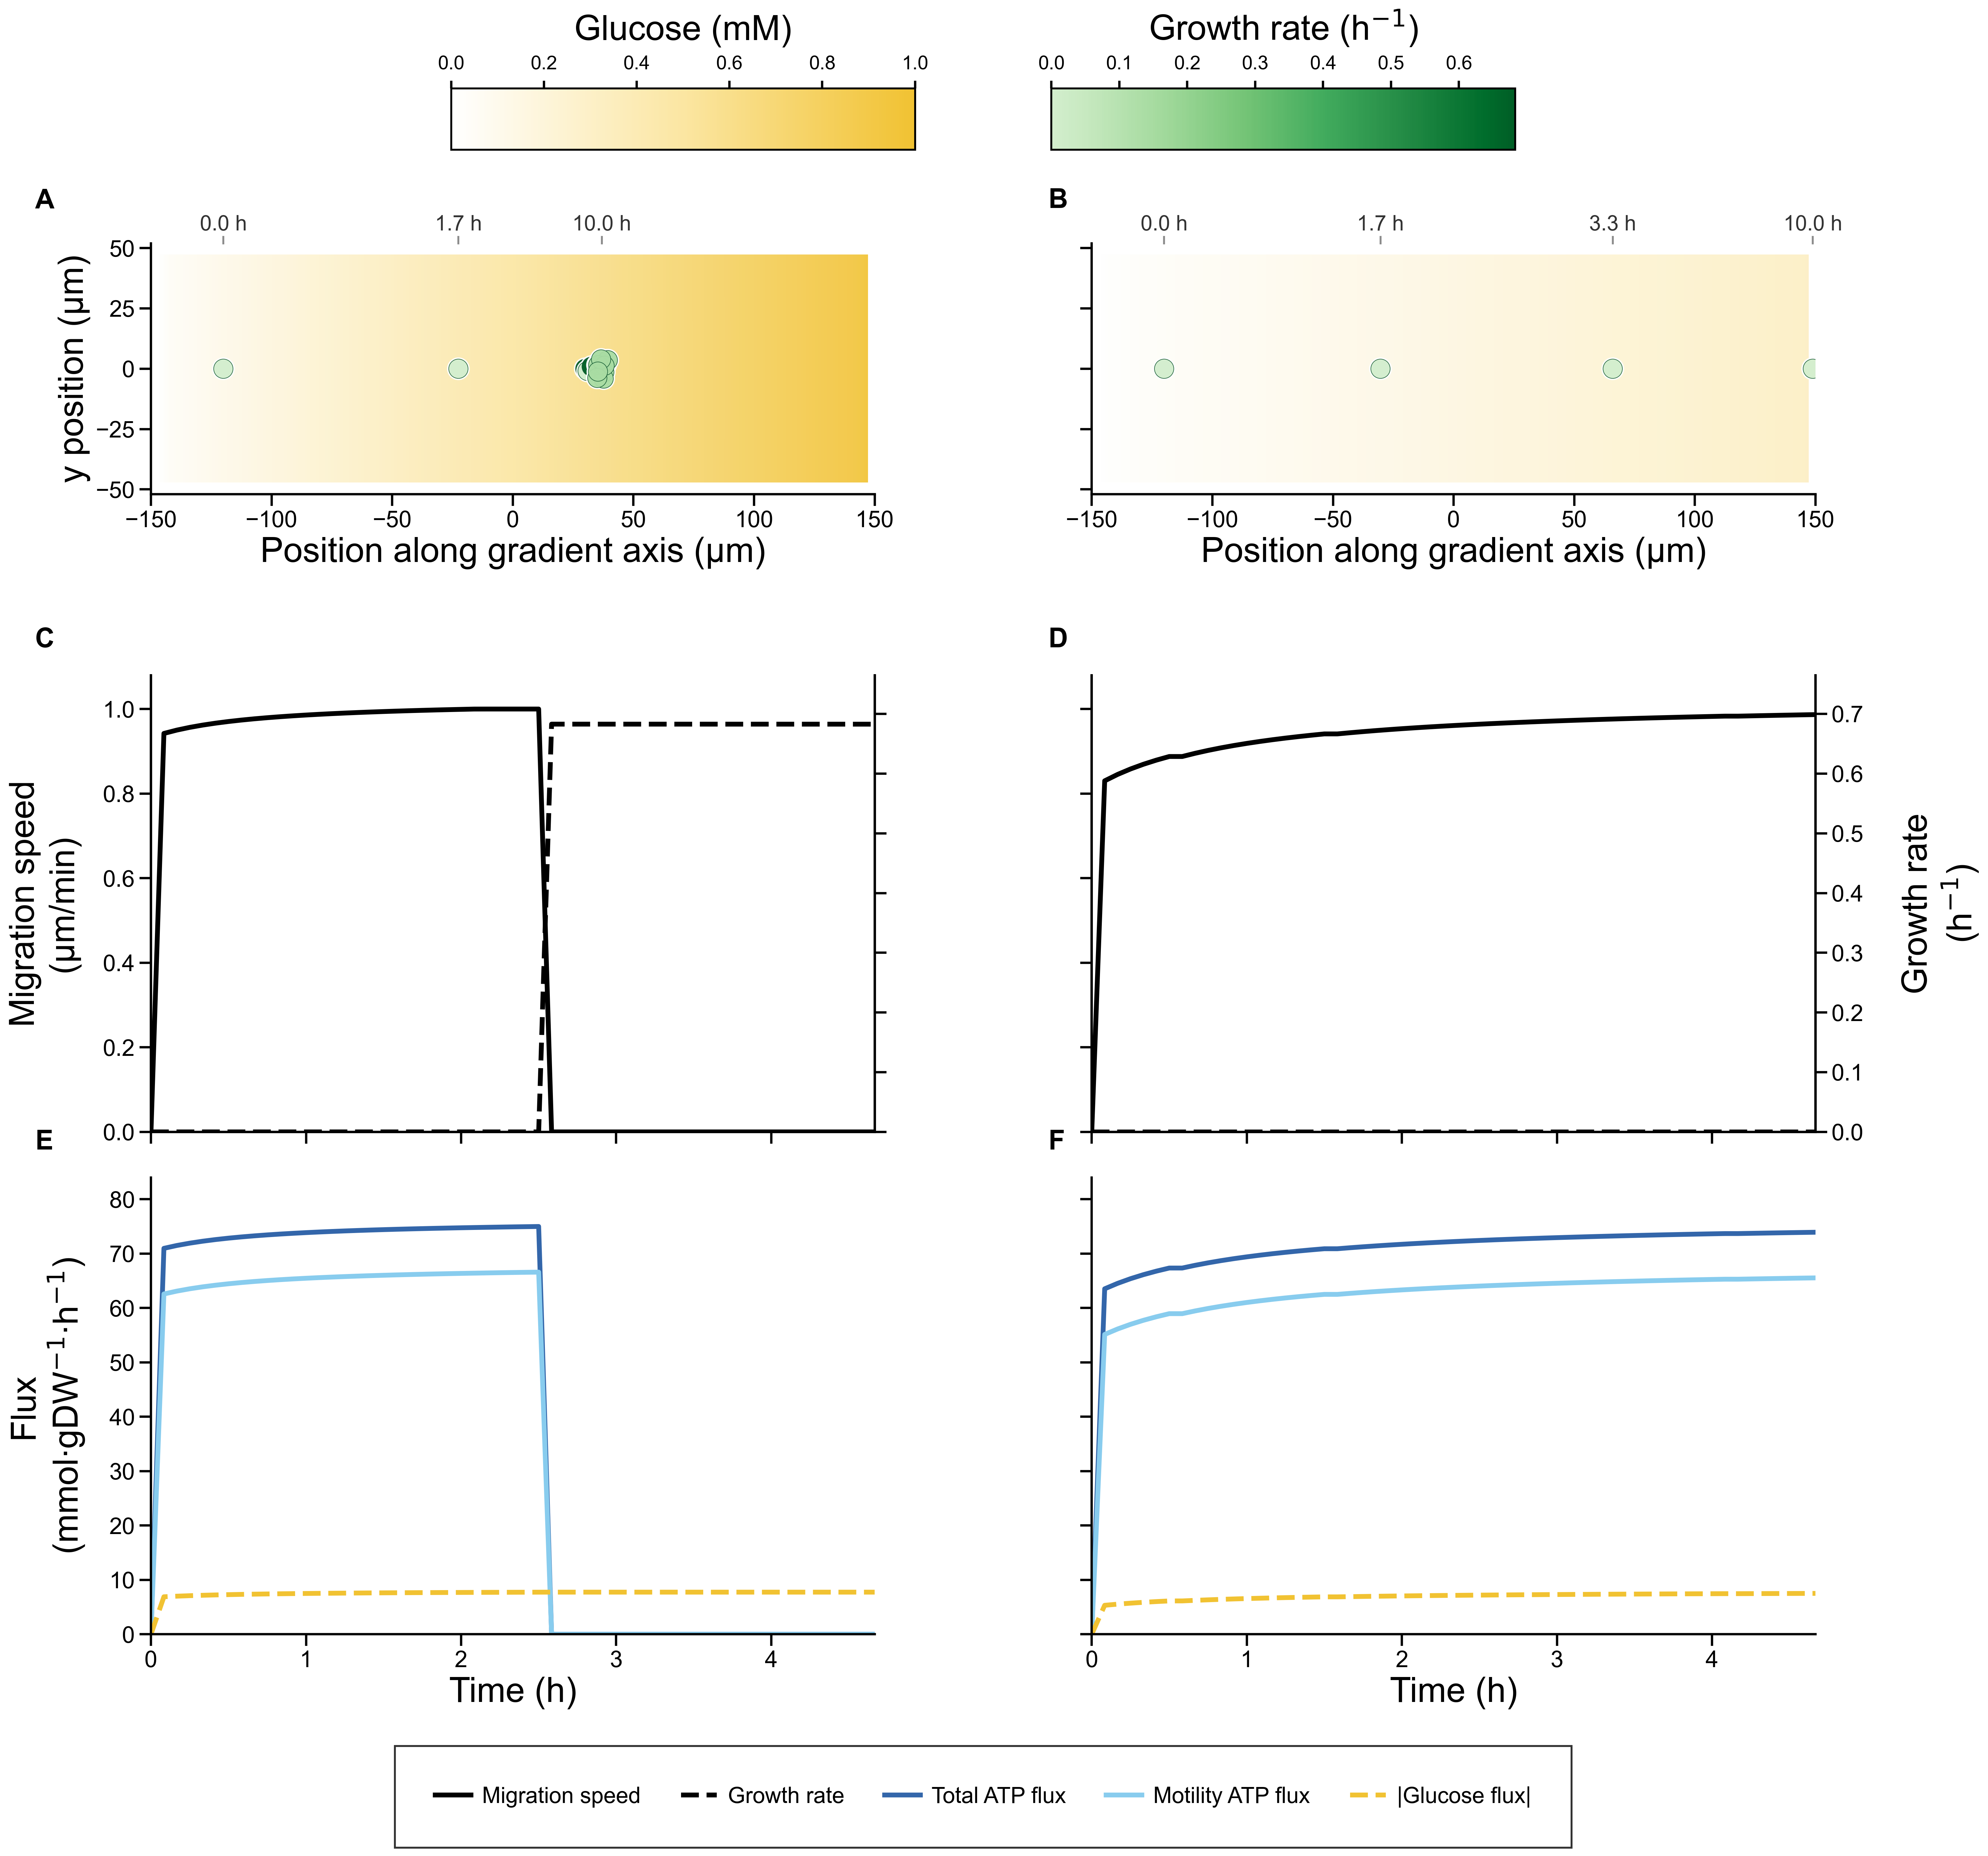 Glucose (mM)
0.0 0.2 0.4 0.6 0.8 1.0
Growth rate (h⁻¹)
0.0 0.1 0.2 0.3 0.4 0.5 0.6
A
0.0 h 1.7 h 10.0 h
50
25
0
−25
−50
y position (µm)
−150 −100 −50 0 50 100 150
Position along gradient axis (µm)
B
0.0 h 1.7 h 3.3 h 10.0 h
−150 −100 −50 0 50 100 150
Position along gradient axis (µm)
C
1.0
0.8
0.6
0.4
0.2
0.0
Migration speed
(µm/min)
D
0.7
0.6
0.5
0.4
0.3
0.2
0.1
0.0
Growth rate
(h⁻¹)
E
80
70
60
50
40
30
20
10
0
Flux
(mmol·gDW⁻¹·h⁻¹)
0 1 2 3 4
Time (h)
F
0 1 2 3 4
Time (h)
Migration speed Growth rate Total ATP flux Motility ATP flux |Glucose flux|